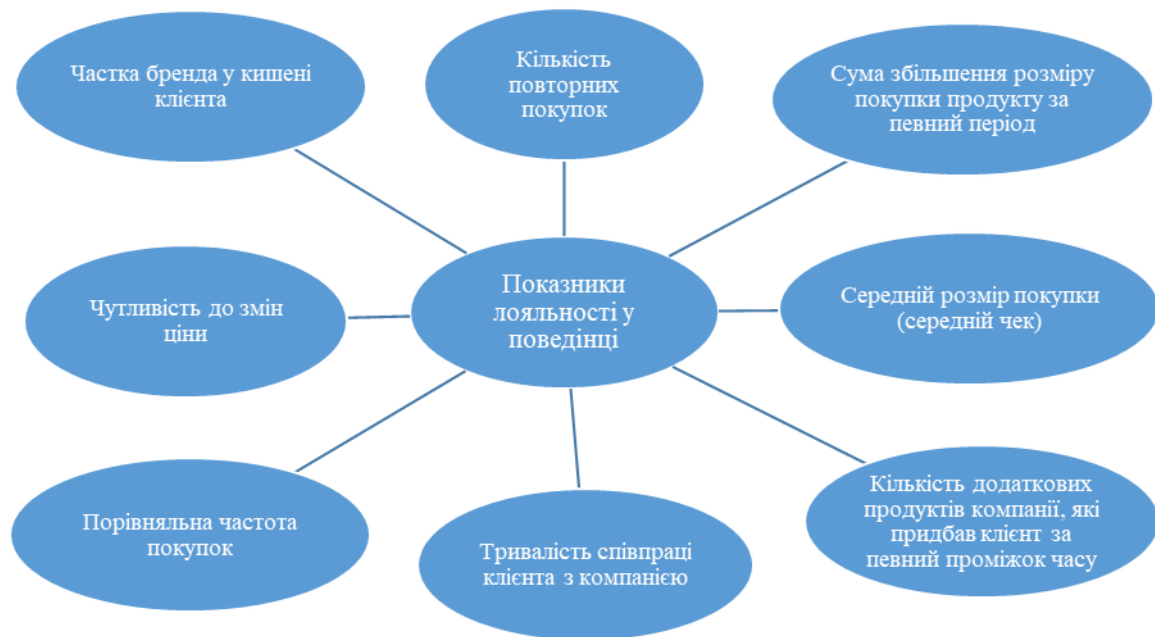 Частка бренда у кишені
клієнта
Кількість
повторних
покупок
Сума збільшення розміру
покупки продукту за
певний період
Чутливість до змін
ціни
Показники
лояльності у
поведінці
Середній розмір покупки
(середній чек)
Порівняльна частота
покупок
Тривалість співпраці
клієнта з компанією
Кількість додаткових
продуктів компанії, які
придбав клієнт за
певний проміжок часу